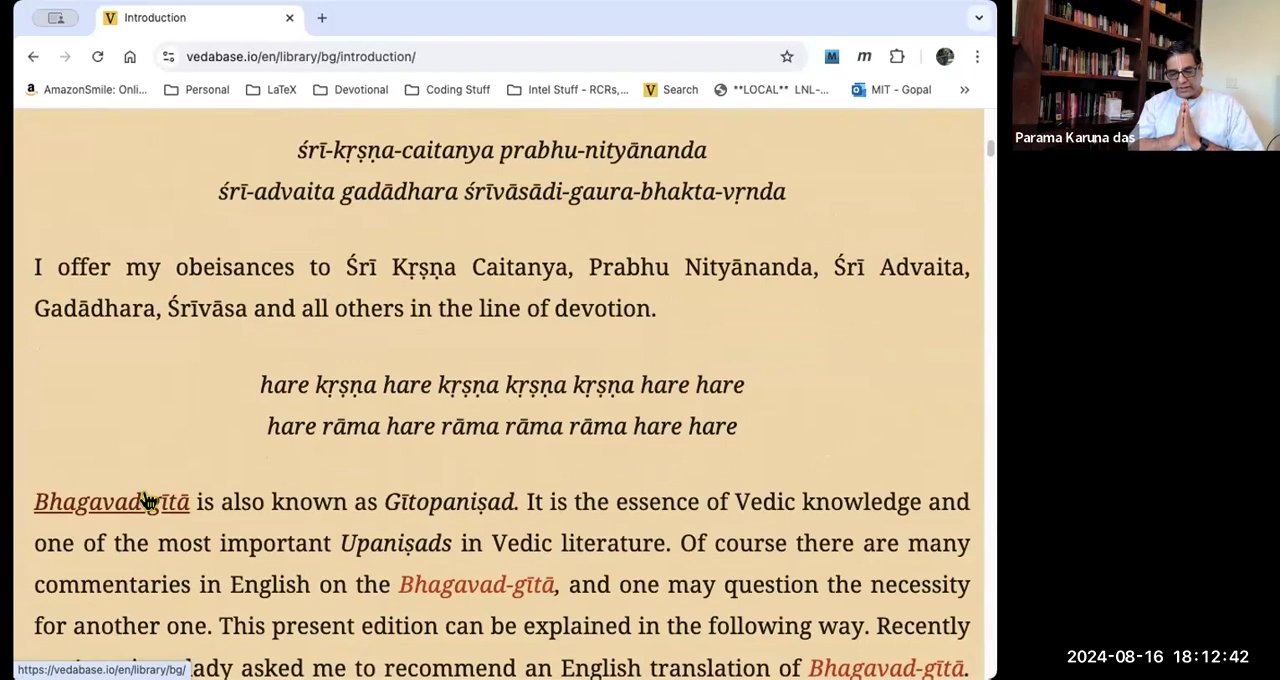 Introduction
vedabase.io/en/library/bg/introduction/
AmazonSmile: Onli... Personal LaTeX Devotional Coding Stuff Intel Stuff - RCRs,... Search **LOCAL** LNL-... MIT - Gopal
śrī-kṛṣṇa-caitanya prabhu-nityānanda
śrī-advaita gadādhara śrīvāsādi-gaura-bhakta-vṛnda
I offer my obeisances to Śrī Kṛṣṇa Caitanya, Prabhu Nityānanda, Śrī Advaita,
Gadādhara, Śrīvāsa and all others in the line of devotion.
hare kṛṣṇa hare kṛṣṇa kṛṣṇa kṛṣṇa hare hare
hare rāma hare rāma rāma rāma hare hare
Bhagavad-gītā is also known as Gītopaniṣad. It is the essence of Vedic knowledge and
one of the most important Upaniṣads in Vedic literature. Of course there are many
commentaries in English on the Bhagavad-gītā, and one may question the necessity
for another one. This present edition can be explained in the following way. Recently
lady asked me to recommend an English translation of Bhagavad-gītā.
https://vedabase.io/en/library/bg/
Parama Karuna das
2024-08-16 18:12:42